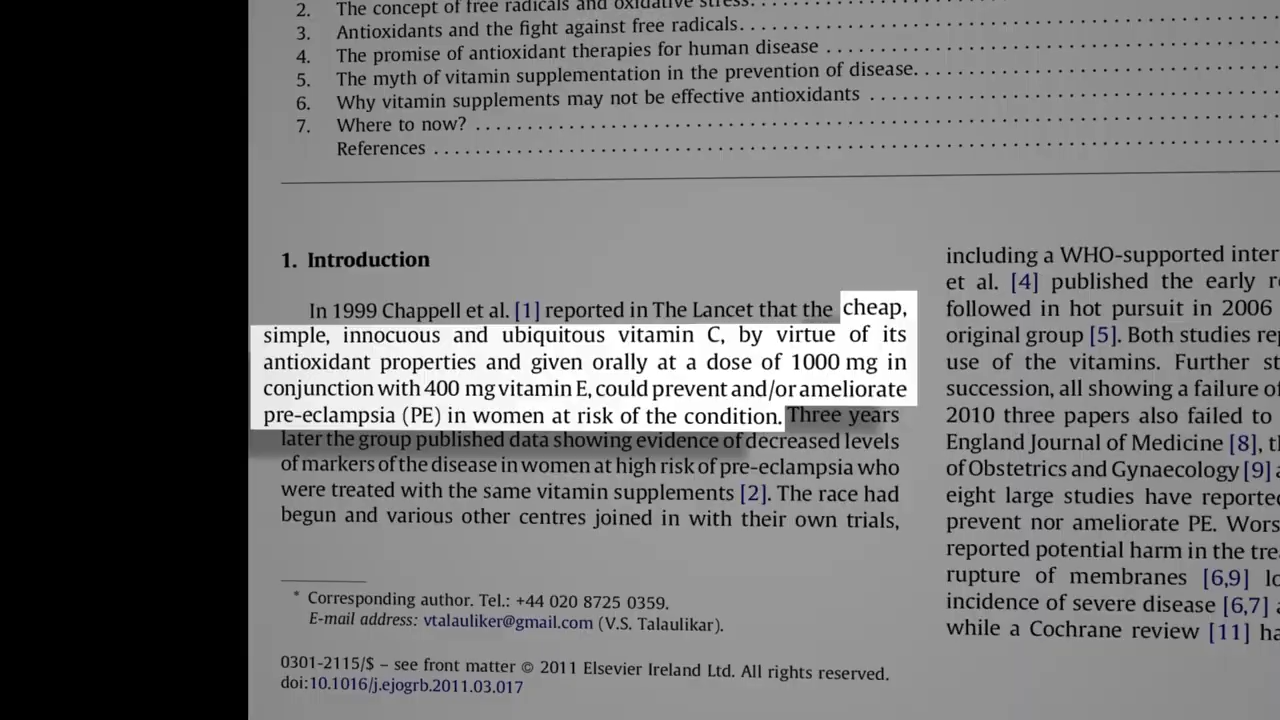 2. The concept of free radicals and oxidative stress.
3. Antioxidants and the fight against free radicals.
4. The promise of antioxidant therapies for human disease
5. The myth of vitamin supplementation in the prevention of disease.
6. Why vitamin supplements may not be effective antioxidants
7. Where to now?
References
1. Introduction
In 1999 Chappell et al. [1] reported in The Lancet that the cheap,
simple, innocuous and ubiquitous vitamin C, by virtue of its
antioxidant properties and given orally at a dose of 1000 mg in
conjunction with 400 mg vitamin E, could prevent and/or ameliorate
pre-eclampsia (PE) in women at risk of the condition. Three years
later the group published data showing evidence of decreased levels
of markers of the disease in women at high risk of pre-eclampsia who
were treated with the same vitamin supplements [2]. The race had
begun and various other centres joined in with their own trials,
* Corresponding author. Tel.: +44 020 8725 0359.
E-mail address: vtalauliker@gmail.com (V.S. Talaulikar).
0301-2115/$ – see front matter © 2011 Elsevier Ireland Ltd. All rights reserved.
doi:10.1016/j.ejogrb.2011.03.017
including a WHO-supported inter
et al. [4] published the early r
followed in hot pursuit in 2006
original group [5]. Both studies re
use of the vitamins. Further st
succession, all showing a failure of
2010 three papers also failed to
England Journal of Medicine [8], t
of Obstetrics and Gynaecology [9] a
eight large studies have reported
prevent nor ameliorate PE. Wors
reported potential harm in the tre
rupture of membranes [6,9] lo
incidence of severe disease [6,7] a
while a Cochrane review [11] ha